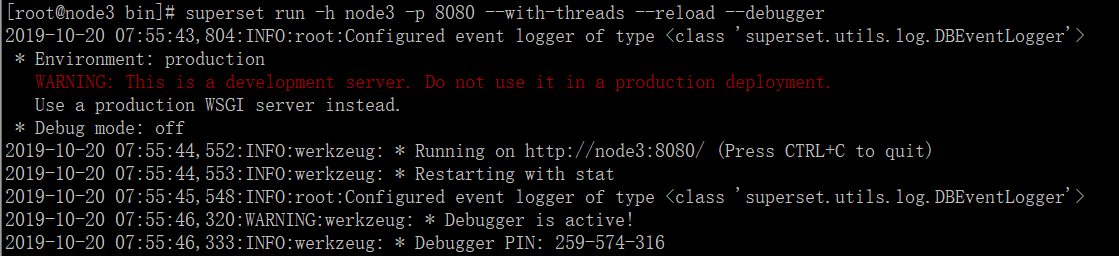 [root@node3 bin]# superset run -h node3 -p 8080 --with-threads --reload --debugger
2019-10-20 07:55:43,804:INFO:root:Configured event logger of type <class 'superset.utils.log.DBEventLogger'>
 * Environment: production
   WARNING: This is a development server. Do not use it in a production deployment.
   Use a production WSGI server instead.
 * Debug mode: off
2019-10-20 07:55:44,552:INFO:werkzeug: * Running on http://node3:8080/ (Press CTRL+C to quit)
2019-10-20 07:55:44,553:INFO:werkzeug: * Restarting with stat
2019-10-20 07:55:45,548:INFO:root:Configured event logger of type <class 'superset.utils.log.DBEventLogger'>
2019-10-20 07:55:46,320:WARNING:werkzeug: * Debugger is active!
2019-10-20 07:55:46,333:INFO:werkzeug: * Debugger PIN: 259-574-316